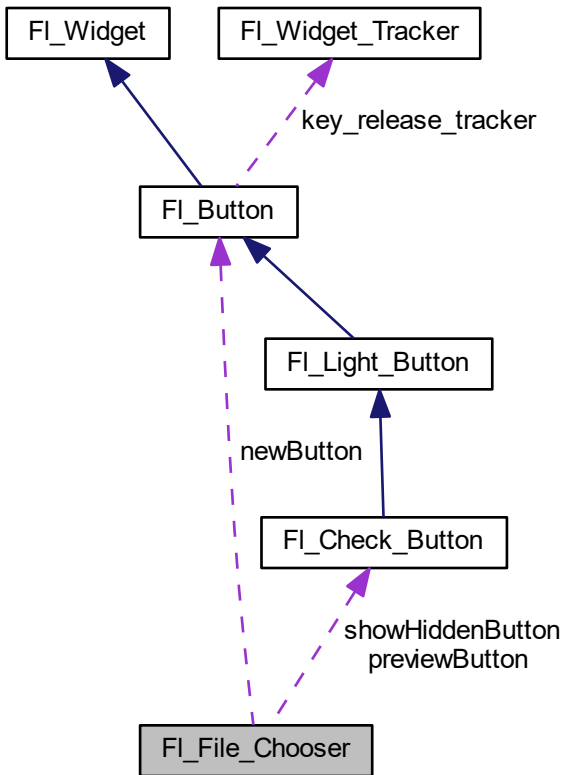 Fl_Widget
Fl_Widget_Tracker
key_release_tracker
Fl_Button
Fl_Light_Button
newButton
Fl_Check_Button
showHiddenButton
previewButton
Fl_File_Chooser